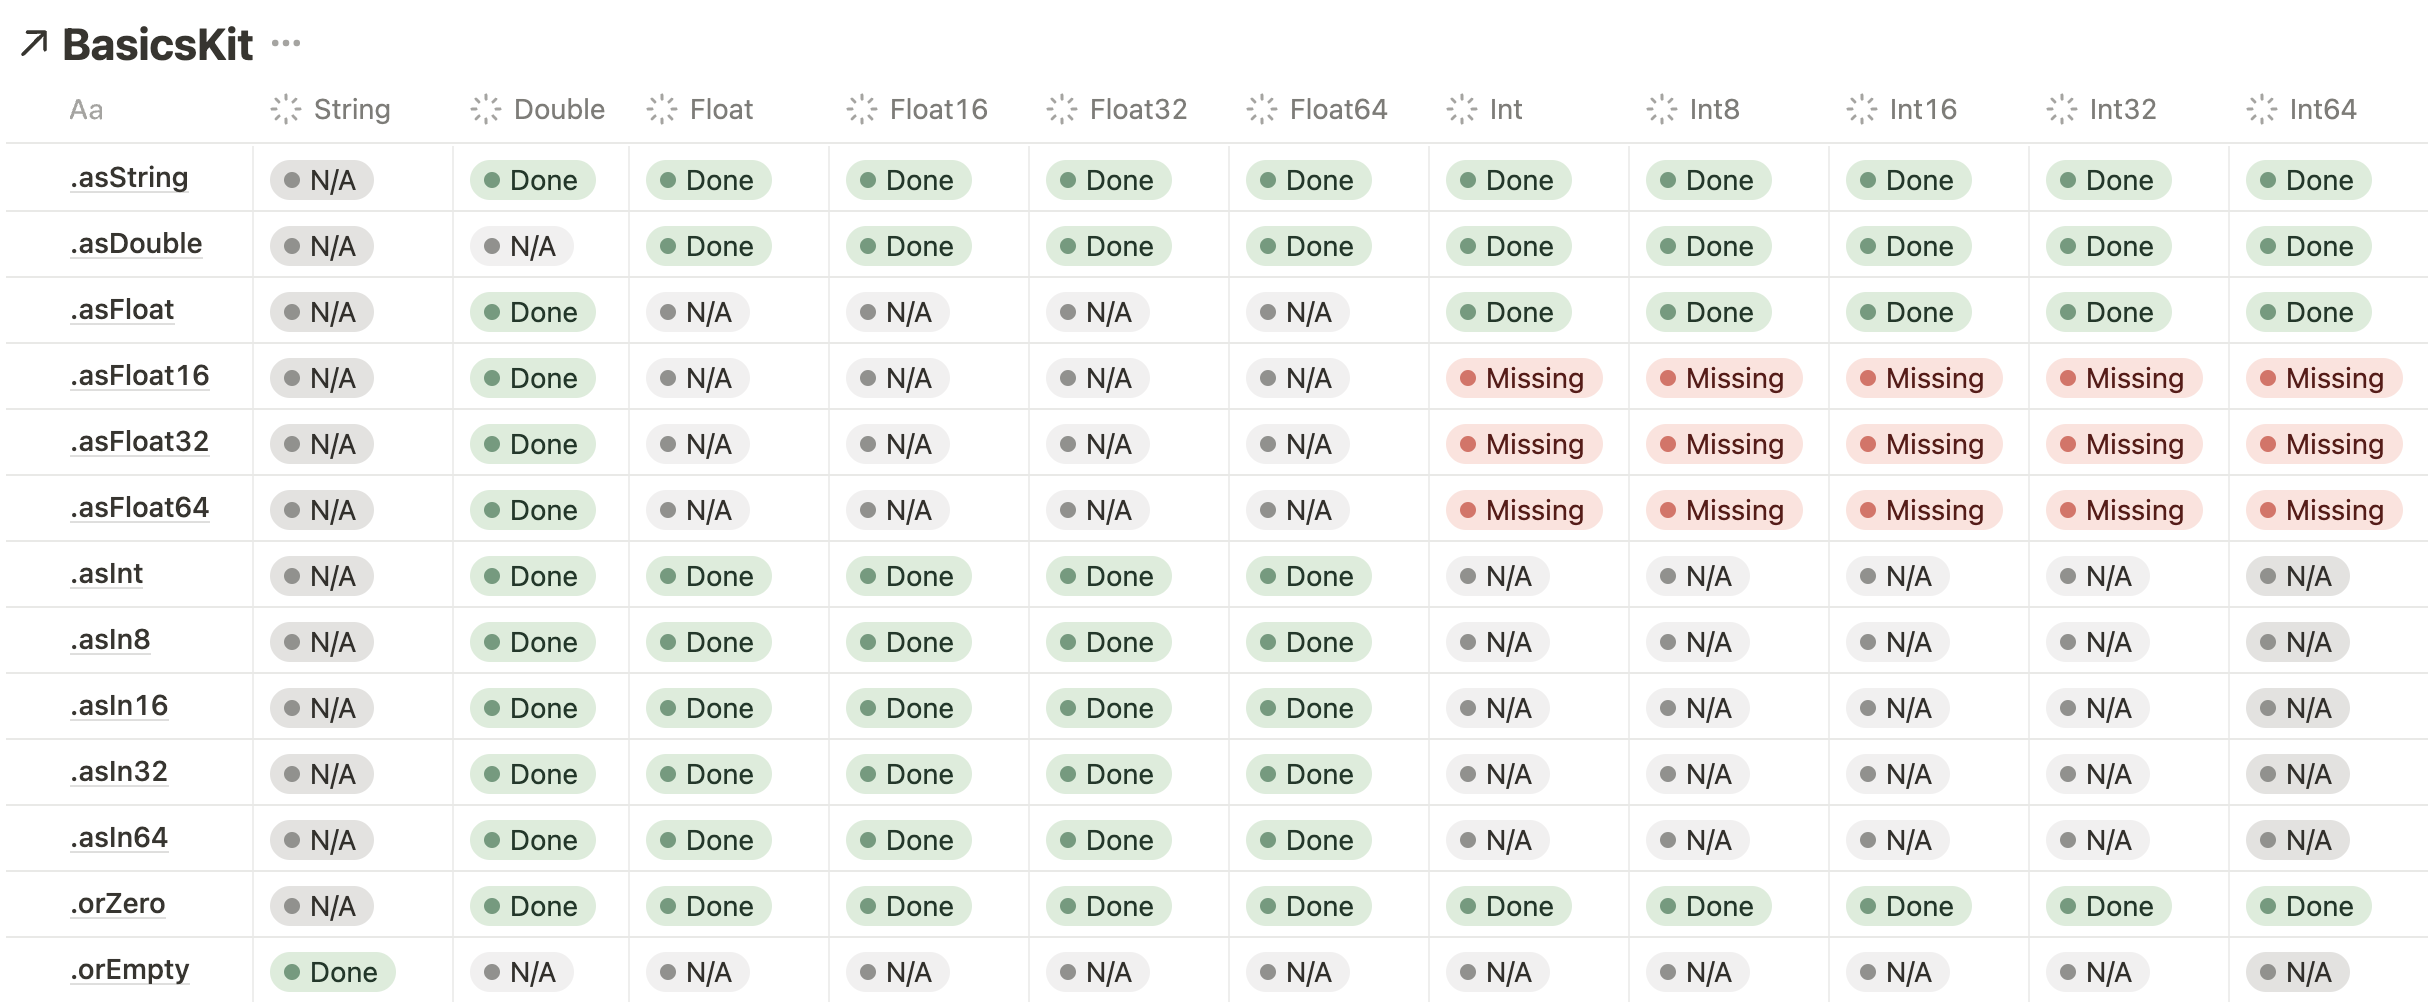 BasicsKit ...
Aa String Double Float Float16 Float32 Float64 Int Int8 Int16 Int32 Int64
.asString N/A Done Done Done Done Done Done Done Done Done Done
.asDouble N/A N/A Done Done Done Done Done Done Done Done Done
.asFloat N/A Done N/A N/A N/A N/A Done Done Done Done Done
.asFloat16 N/A Done N/A N/A N/A N/A Missing Missing Missing Missing Missing
.asFloat32 N/A Done N/A N/A N/A N/A Missing Missing Missing Missing Missing
.asFloat64 N/A Done N/A N/A N/A N/A Missing Missing Missing Missing Missing
.asInt N/A Done Done Done Done Done N/A N/A N/A N/A N/A
.asIn8 N/A Done Done Done Done Done N/A N/A N/A N/A N/A
.asIn16 N/A Done Done Done Done Done N/A N/A N/A N/A N/A
.asIn32 N/A Done Done Done Done Done N/A N/A N/A N/A N/A
.asIn64 N/A Done Done Done Done Done N/A N/A N/A N/A N/A
.orZero N/A Done Done Done Done Done Done Done Done Done Done
.orEmpty Done N/A N/A N/A N/A N/A N/A N/A N/A N/A N/A